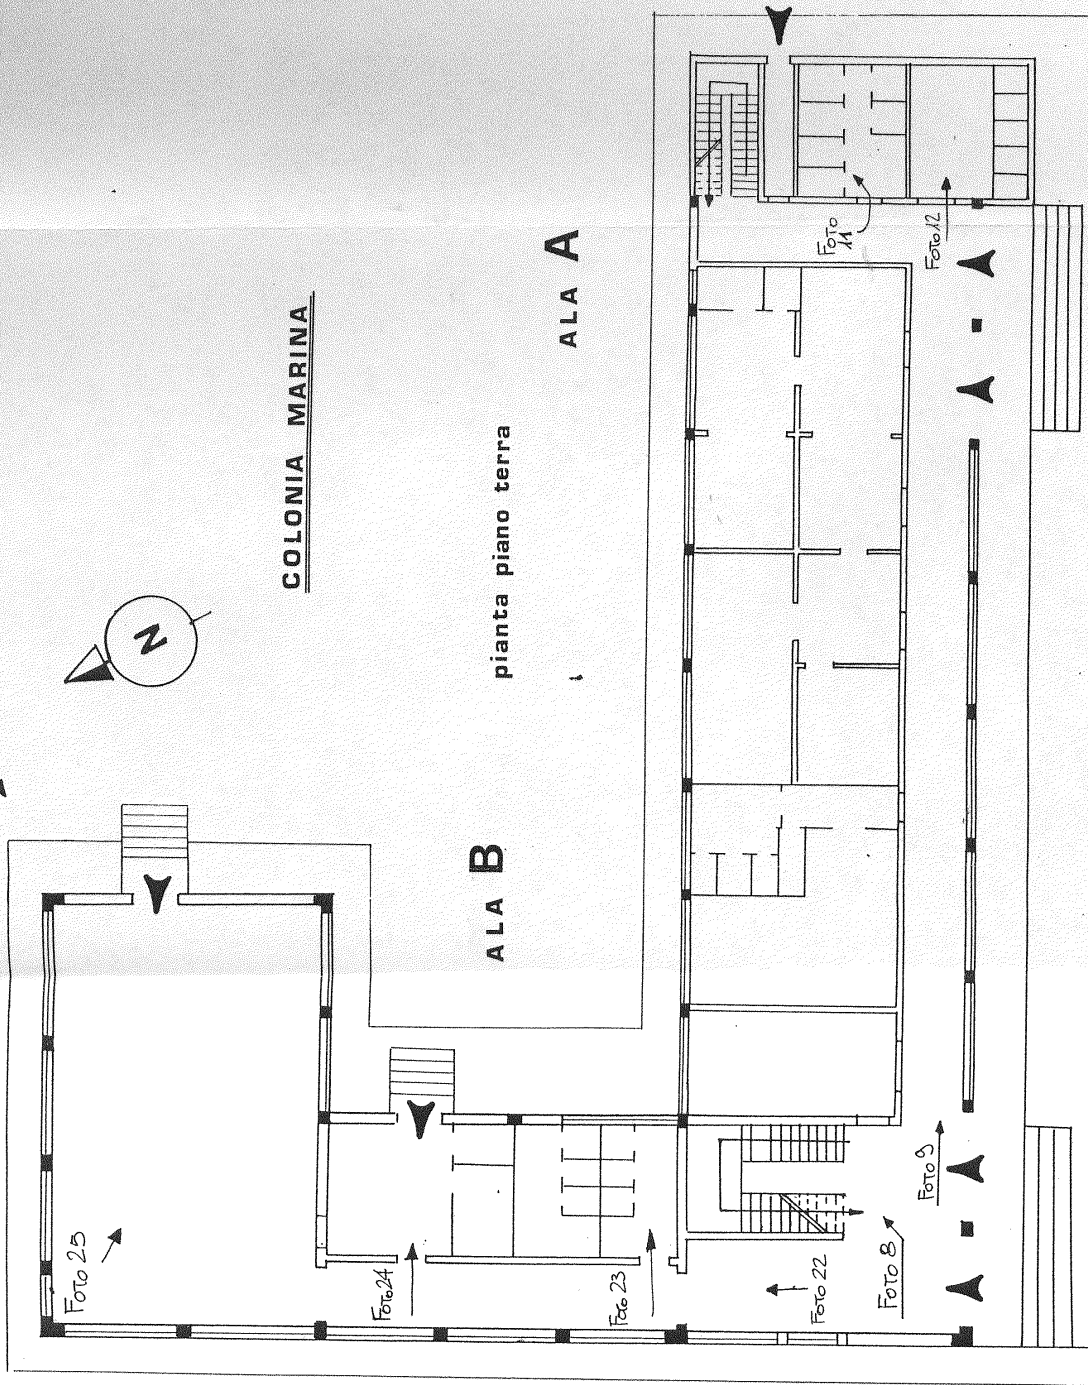 COLONIA MARINA
pianta piano terra
ALA A
ALA B
N
Foto
11
Foto 12
Foto 9
Foto 8
Foto 22
Foto 23
Foto 24
Foto 25